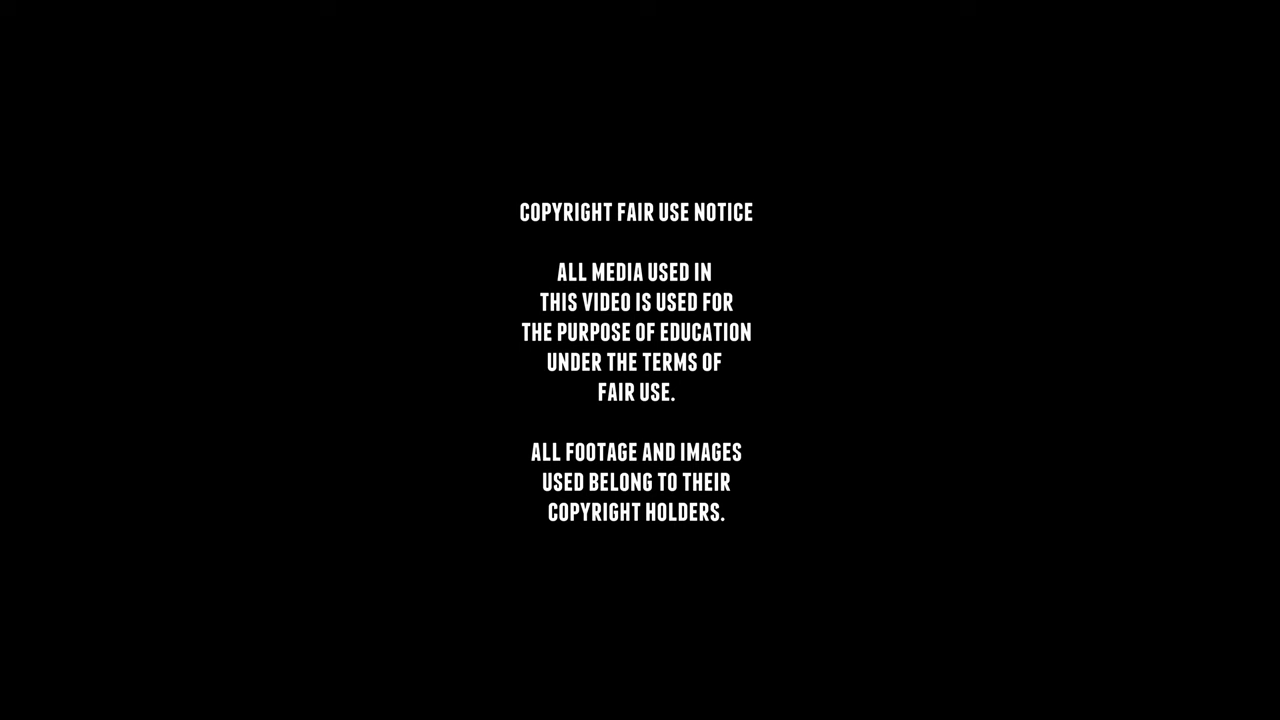 COPYRIGHT FAIR USE NOTICE
ALL MEDIA USED IN
THIS VIDEO IS USED FOR
THE PURPOSE OF EDUCATION
UNDER THE TERMS OF
FAIR USE.
ALL FOOTAGE AND IMAGES
USED BELONG TO THEIR
COPYRIGHT HOLDERS.